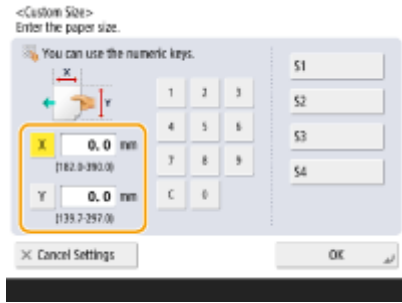 <Custom Size>
Enter the paper size.
You can use the numeric keys.
X
Y
X 0.0 mm
(182.0-390.0)
Y 0.0 mm
(139.7-297.0)
1 2 3
4 5 6
7 8 9
C 0
S1
S2
S3
S4
× Cancel Settings
OK